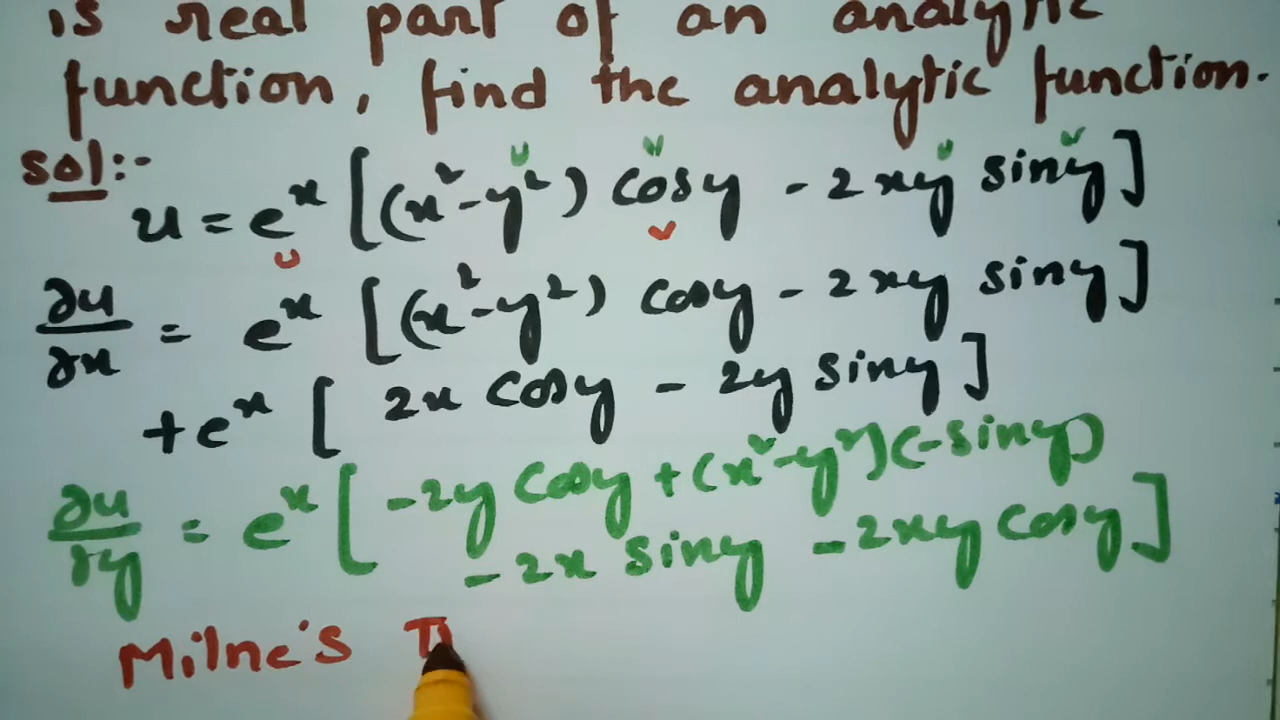 is real part of an analytic
function, find the analytic function.
Sol:-
u = e^x [(x² - y²) cosy - 2xy siny]
∂u/∂x = e^x [(x² - y²) cosy - 2xy siny]
+ e^x [2x cosy - 2y siny]
∂u/∂y = e^x [-2y cosy + (x² - y²)(-siny)
- 2x siny - 2xy cosy]
Milne's